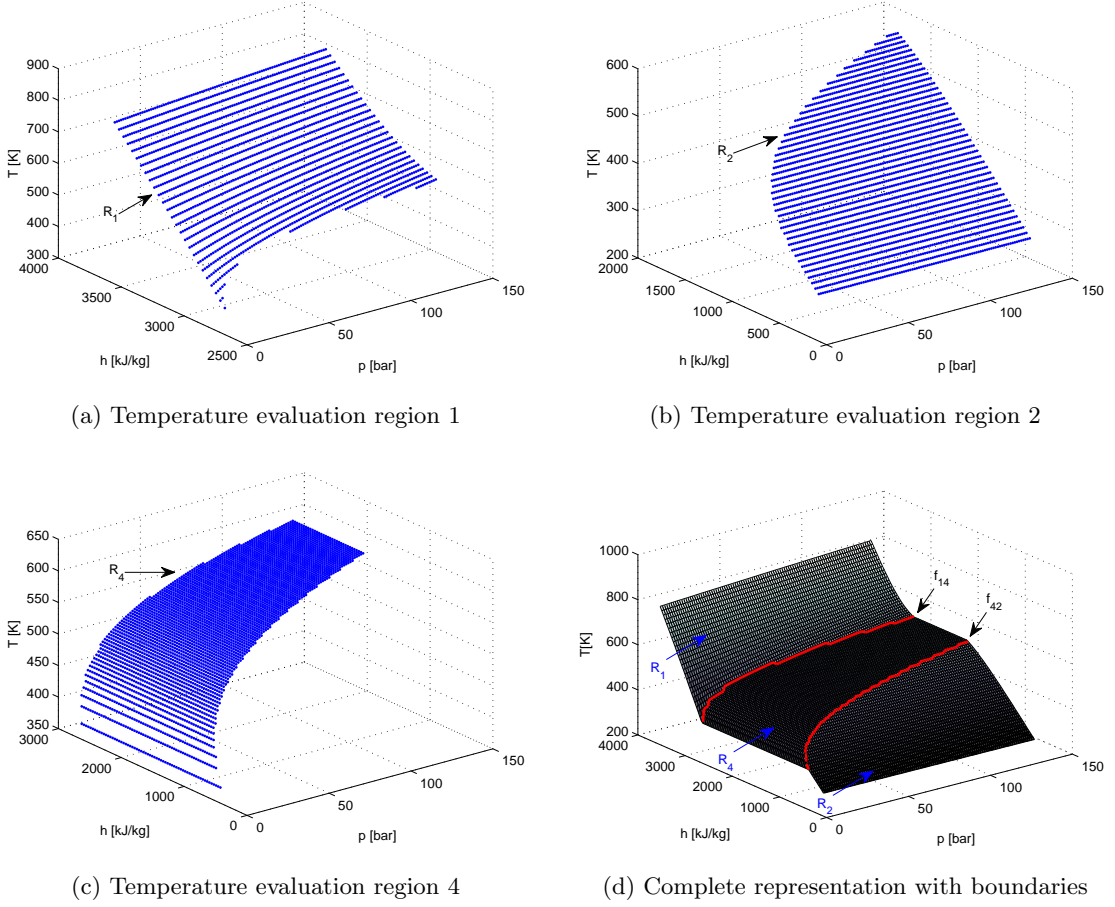 900
800
700
600
500
400
300
T [K]
R1
4000
3500
3000
2500
h [kJ/kg]
0
50
100
150
p [bar]
(a) Temperature evaluation region 1
600
500
400
300
200
T [K]
R2
2000
1500
1000
500
0
h [kJ/kg]
0
50
100
150
p [bar]
(b) Temperature evaluation region 2
650
600
550
500
450
400
350
T [K]
R4
3000
2000
1000
0
h [kJ/kg]
0
50
100
150
p [bar]
(c) Temperature evaluation region 4
1000
800
600
400
200
T[K]
f14
f42
R1
R4
R2
4000
3000
2000
1000
0
h [kJ/kg]
0
50
100
150
p [bar]
(d) Complete representation with boundaries